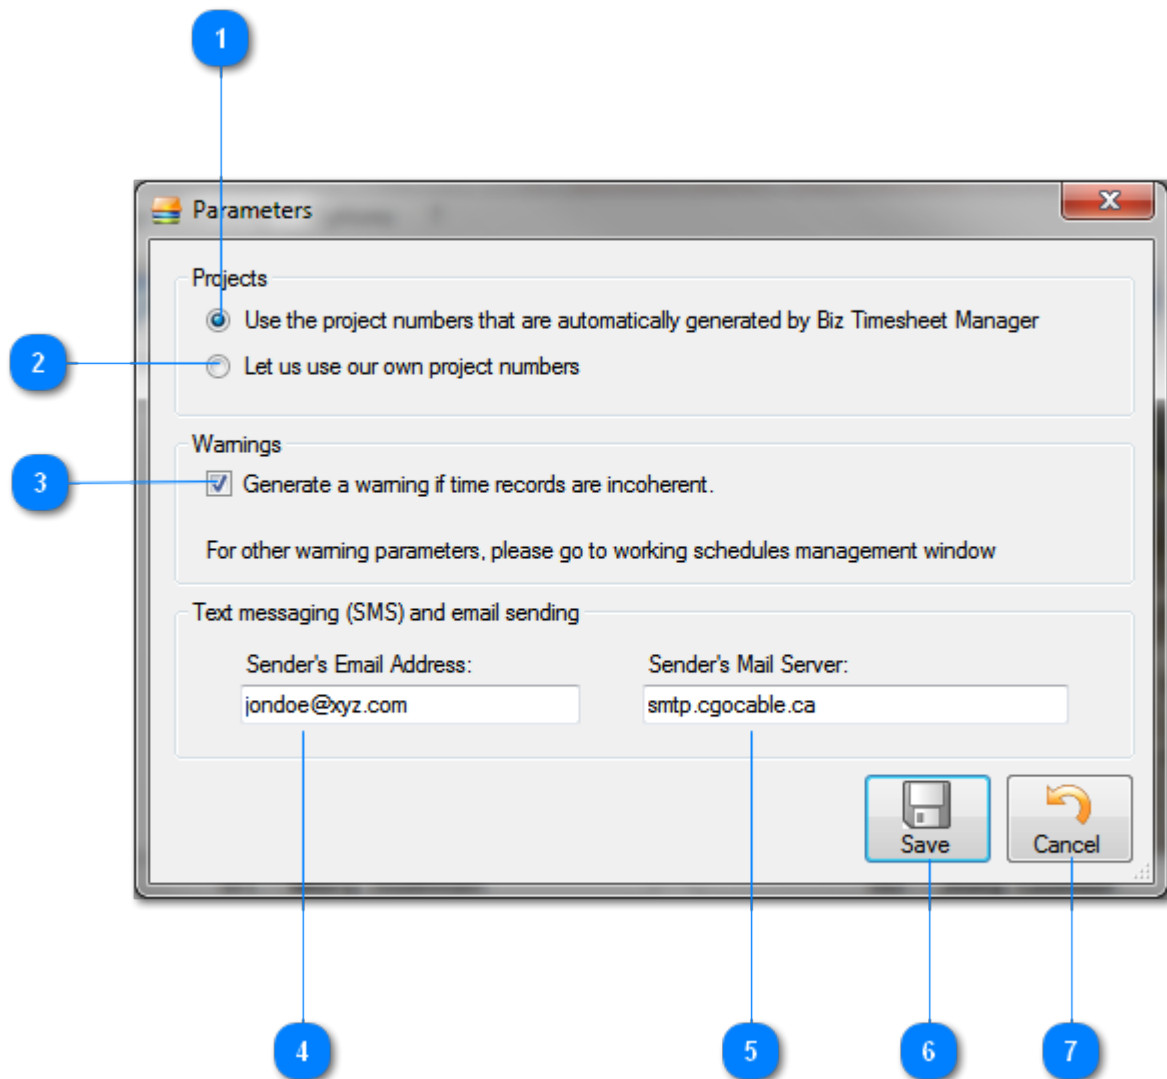 1
Parameters
Projects
Use the project numbers that are automatically generated by Biz Timesheet Manager
2
Let us use our own project numbers
Warnings
3
Generate a warning if time records are incoherent.
For other warning parameters, please go to working schedules management window
Text messaging (SMS) and email sending
Sender's Email Address: Sender's Mail Server:
jondoe@xyz.com smtp.cgocable.ca
Save Cancel
4 5 6 7